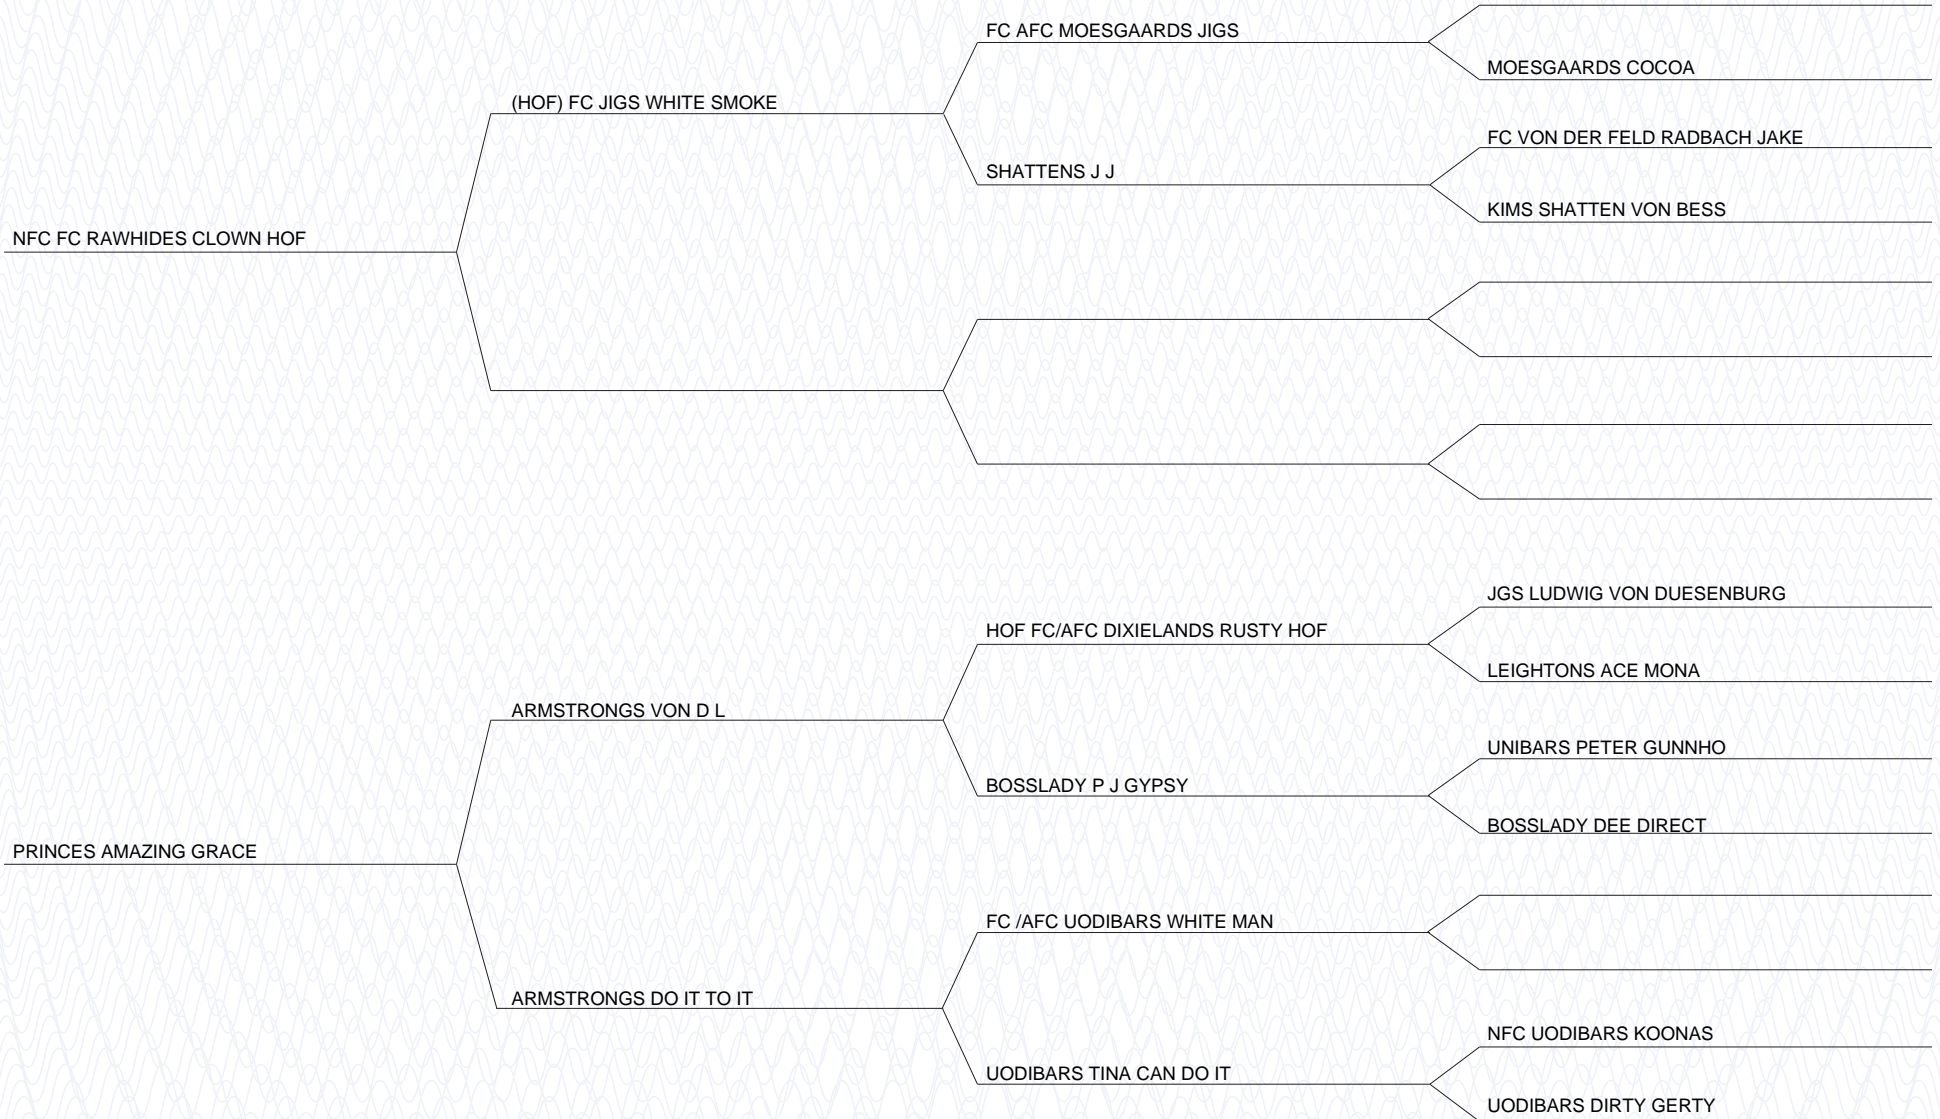 FC AFC MOESGAARDS JIGS
MOESGAARDS COCOA
(HOF) FC JIGS WHITE SMOKE
FC VON DER FELD RADBACH JAKE
SHATTENS J J
KIMS SHATTEN VON BESS
NFC FC RAWHIDES CLOWN HOF
JGS LUDWIG VON DUESENBURG
HOF FC/AFC DIXIELANDS RUSTY HOF
LEIGHTONS ACE MONA
ARMSTRONGS VON D L
UNIBARS PETER GUNNHO
BOSSLADY P J GYPSY
BOSSLADY DEE DIRECT
PRINCES AMAZING GRACE
FC /AFC UODIBARS WHITE MAN
ARMSTRONGS DO IT TO IT
NFC UODIBARS KOONAS
UODIBARS TINA CAN DO IT
UODIBARS DIRTY GERTY